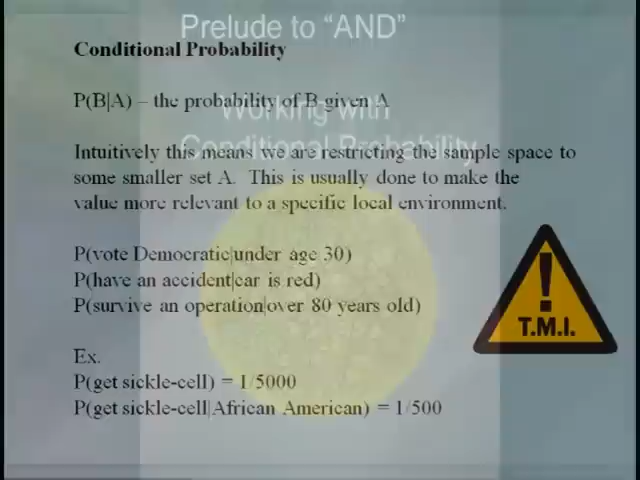 Prelude to “AND”
Conditional Probability
P(B|A) – the probability of B given A
Working with
Conditional Probability
Intuitively this means we are restricting the sample space to
some smaller set A. This is usually done to make the
value more relevant to a specific local environment.
P(vote Democratic|under age 30)
P(have an accident|car is red)
P(survive an operation|over 80 years old)
T.M.I.
Ex.
P(get sickle-cell) = 1/5000
P(get sickle-cell|African American) = 1/500